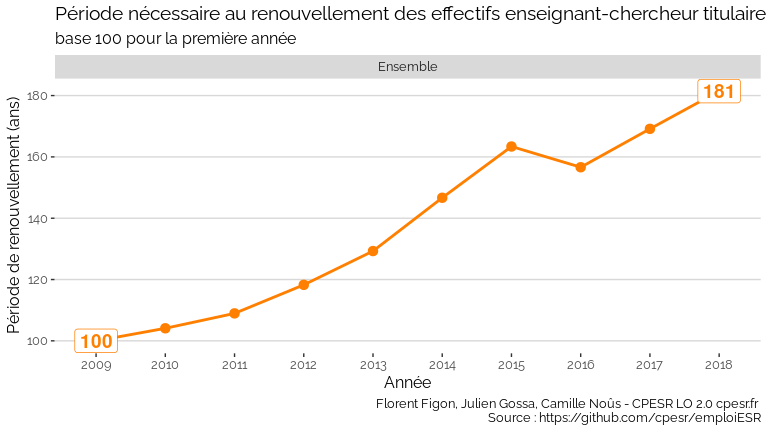 Période nécessaire au renouvellement des effectifs enseignant-chercheur titulaire
base 100 pour la première année
Ensemble
Période de renouvellement (ans)
180
160
140
120
100
181
100
2009 2010 2011 2012 2013 2014 2015 2016 2017 2018
Année
Florent Figon, Julien Gossa, Camille Noûs - CPESR LO 2.0 cpesr.fr
Source : https://github.com/cpesr/emploiESR